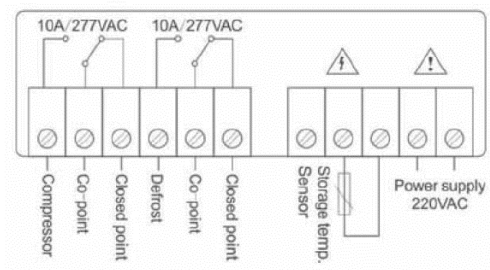 10A/277VAC
10A/277VAC
Compressor
Co-point
Closed point
Defrost
Co-point
Closed point
Storage temp.
Sensor
Power supply
220VAC